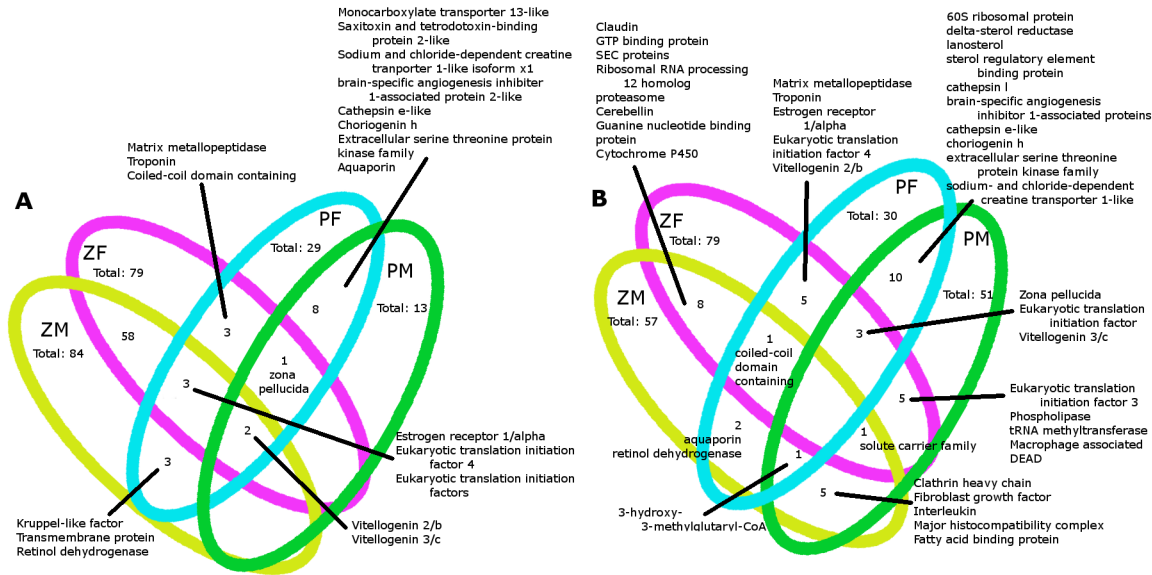 Monocarboxylate transporter 13-like
Saxitoxin and tetrodotoxin-binding
protein 2-like
Sodium and chloride-dependent creatine
tranporter 1-like isoform x1
brain-specific angiogenesis inhibiter
1-associated protein 2-like
Cathepsin e-like
Choriogenin h
Extracellular serine threonine protein
kinase family
Aquaporin
Matrix metallopeptidase
Troponin
Coiled-coil domain containing
A
ZF
Total: 79
PF
Total: 29
PM
Total: 13
ZM
Total: 84
58
3
8
1
zona
pellucida
3
2
3
Estrogen receptor 1/alpha
Eukaryotic translation initiation
factor 4
Eukaryotic translation initiation
factors
Kruppel-like factor
Transmembrane protein
Retinol dehydrogenase
Vitellogenin 2/b
Vitellogenin 3/c
Claudin
GTP binding protein
SEC proteins
Ribosomal RNA processing
12 homolog
proteasome
Cerebellin
Guanine nucleotide binding
protein
Cytochrome P450
Matrix metallopeptidase
Troponin
Estrogen receptor
1/alpha
Eukaryotic translation
initiation factor 4
Vitellogenin 2/b
60S ribosomal protein
delta-sterol reductase
lanosterol
sterol regulatory element
binding protein
cathepsin l
brain-specific angiogenesis
inhibitor 1-associated proteins
cathepsin e-like
choriogenin h
extracellular serine threonine
protein kinase family
sodium- and chloride-dependent
creatine transporter 1-like
B
ZF
Total: 79
PF
Total: 30
PM
Total: 51
ZM
Total: 57
8
5
10
3
1
coiled-coil
domain
containing
5
2
aquaporin
retinol dehydrogenase
1
solute carrier family
1
5
Zona pellucida
Eukaryotic translation
initiation factor
Vitellogenin 3/c
Eukaryotic translation
initiation factor 3
Phospholipase
tRNA methyltransferase
Macrophage associated
DEAD
Clathrin heavy chain
Fibroblast growth factor
Interleukin
Major histocompatibility complex
Fatty acid binding protein
3-hydroxy-
3-methylqlutarvl-CoA